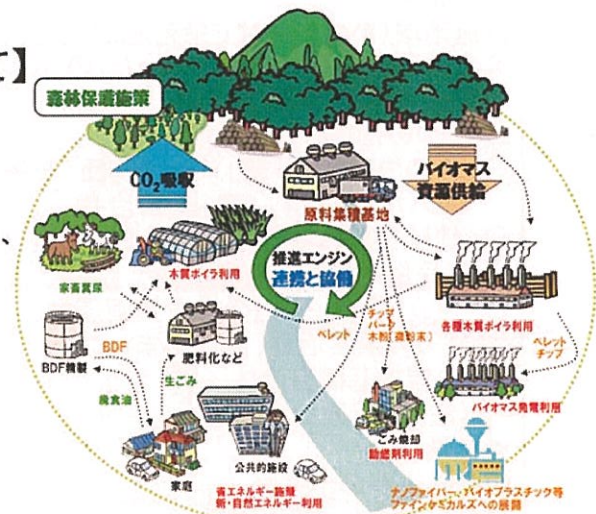 て】
森林保護施策
CO₂吸収
バイオマス
資源供給
原料集積基地
、
推進エンジン
連携と協働
家畜糞尿
木質ボイラ利用
各種木質ボイラ利用
チップ
バーク
木粉(微粉末)
ペレット
ペレット
チップ
BDF精製
BDF
肥料化など
生ごみ
廃食油
バイオマス発電利用
ごみ焼却
助燃剤利用
公共的施設
家庭
省エネルギー施策
新・自然エネルギー利用
ナノファイバー、バイオプラスチック等
ファインケミカルズへの展開